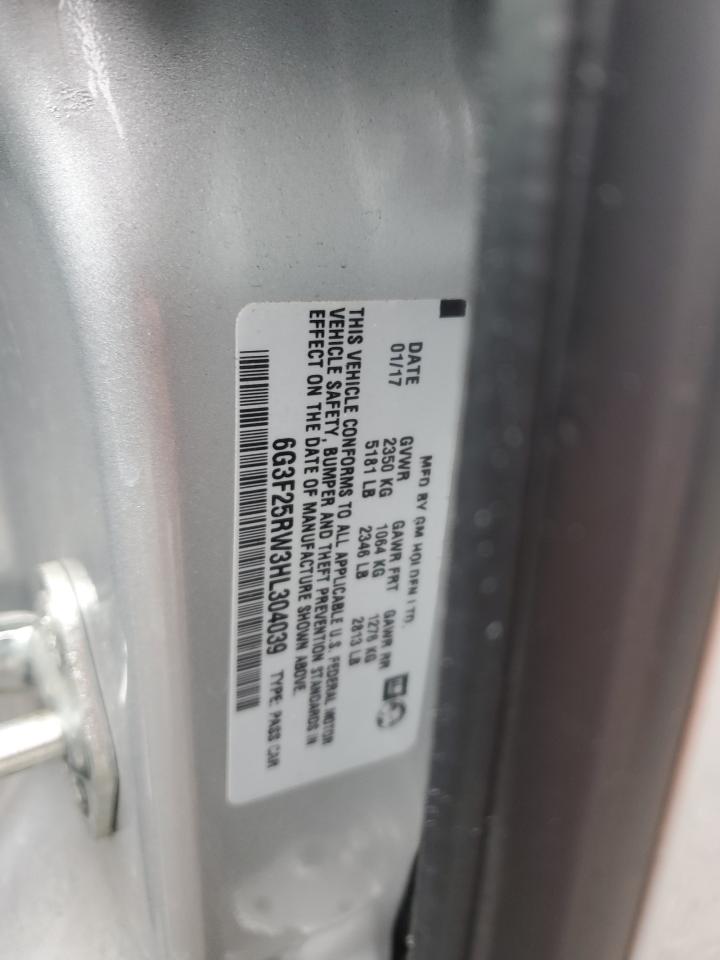 MFD BY GM HOLDEN LTD.
DATE GVWR GAWR FRT GAWR RR
01/17 2350 KG 1064 KG 1276 KG
5181 LB 2346 LB 2813 LB
THIS VEHICLE CONFORMS TO ALL APPLICABLE U.S. FEDERAL MOTOR
VEHICLE SAFETY, BUMPER AND THEFT PREVENTION STANDARDS IN
EFFECT ON THE DATE OF MANUFACTURE SHOWN ABOVE.
6G3F25RW3HL304039 TYPE: PASS CAR